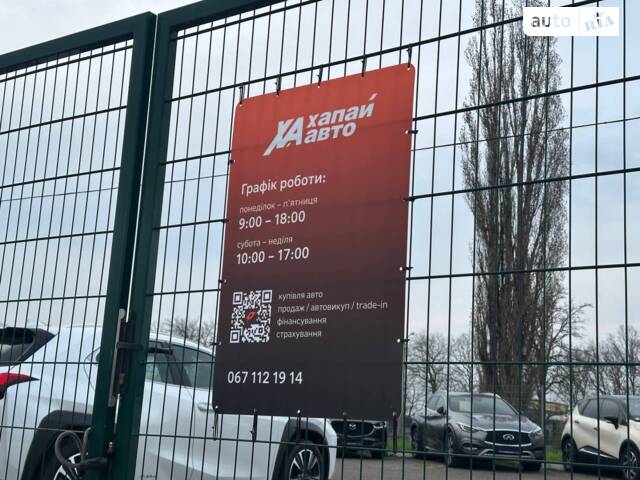 auto RIA
ХА хапай
авто
Графік роботи:
понеділок – п'ятниця
9:00 – 18:00
субота – неділя
10:00 – 17:00
купівля авто
продаж / автовикуп / trade-in
фінансування
страхування
067 112 19 14